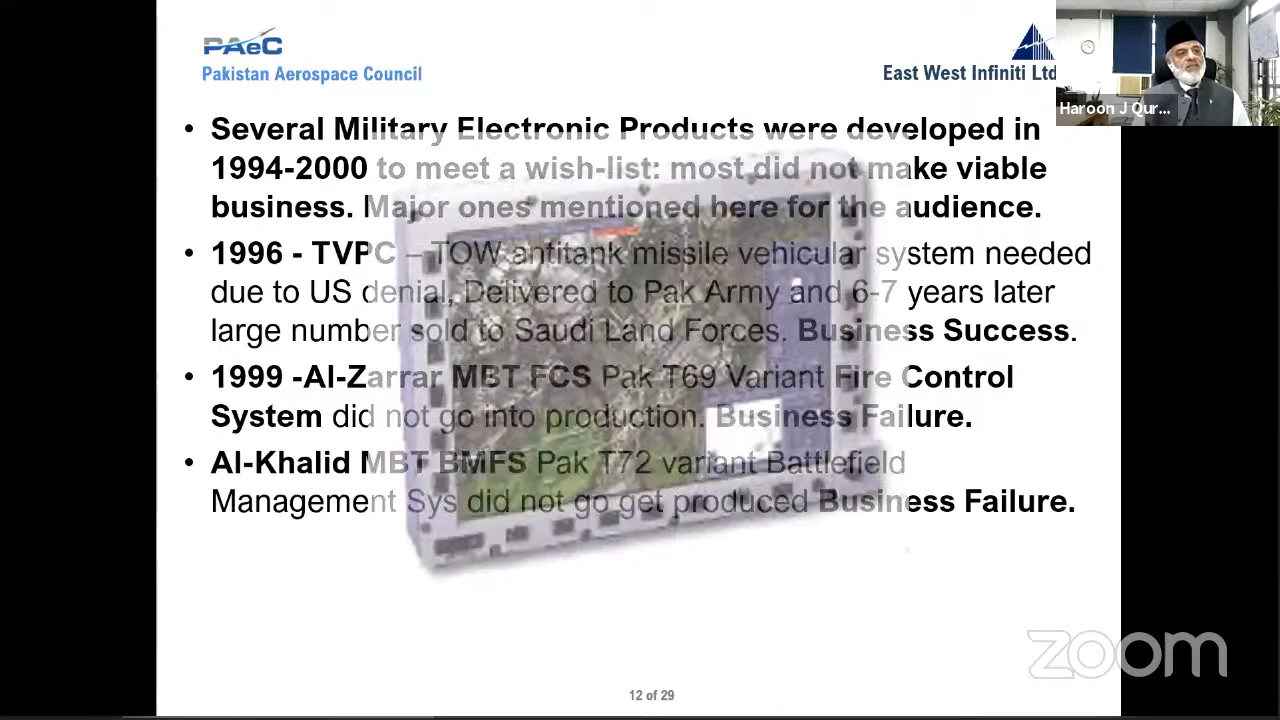 PAeC
Pakistan Aerospace Council
East West Infiniti Ltd
Haroon J Qur...
• Several Military Electronic Products were developed in
1994-2000 to meet a wish-list: most did not make viable
business. Major ones mentioned here for the audience.
• 1996 - TVPC – TOW antitank missile vehicular system needed
due to US denial, Delivered to Pak Army and 6-7 years later
large number sold to Saudi Land Forces. Business Success.
• 1999 -Al-Zarrar MBT FCS Pak T69 Variant Fire Control
System did not go into production. Business Failure.
• Al-Khalid MBT BMFS Pak T72 variant Battlefield
Management Sys did not go get produced Business Failure.
zoom
12 of 29